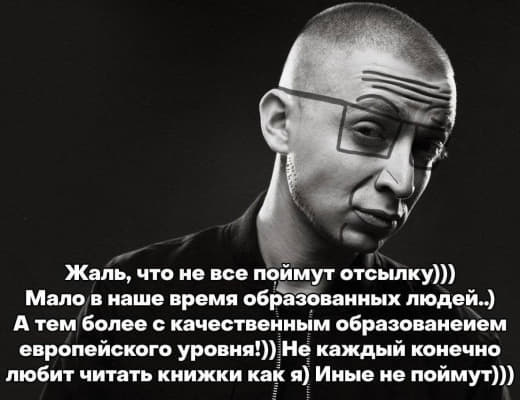 Жаль, что не все поймут отсылку)))
Мало в наше время образованных людей..)
А тем более с качественным образованеием
европейского уровня!)) Не каждый конечно
любит читать книжки как я) Иные не поймут)))